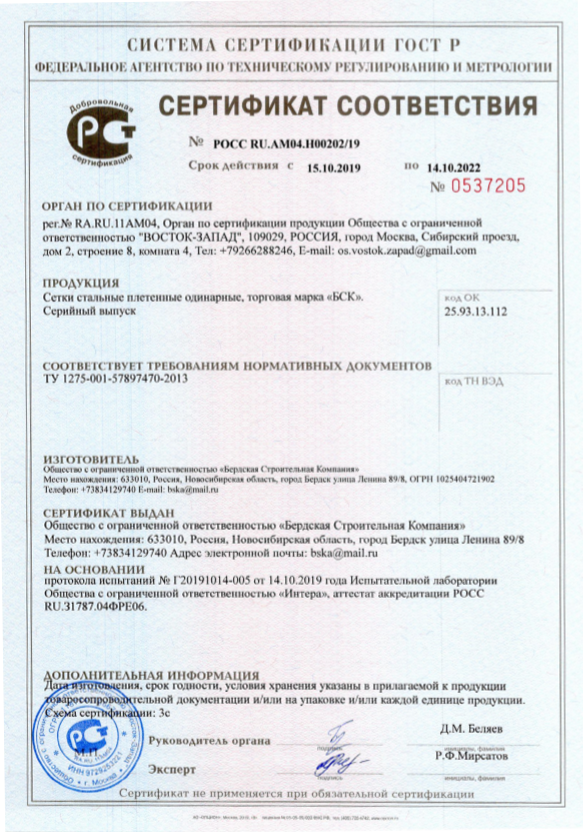 СИСТЕМА СЕРТИФИКАЦИИ ГОСТ Р
ФЕДЕРАЛЬНОЕ АГЕНТСТВО ПО ТЕХНИЧЕСКОМУ РЕГУЛИРОВАНИЮ И МЕТРОЛОГИИ
Добровольная
РСТ
сертификация
СЕРТИФИКАТ СООТВЕТСТВИЯ
№ РОСС RU.АМ04.Н00202/19
Срок действия с 15.10.2019 по 14.10.2022
№ 0537205
ОРГАН ПО СЕРТИФИКАЦИИ
рег.№ RA.RU.11АМ04, Орган по сертификации продукции Общества с ограниченной
ответственностью "ВОСТОК-ЗАПАД", 109029, РОССИЯ, город Москва, Сибирский проезд,
дом 2, строение 8, комната 4, Тел: +79266288246, E-mail: os.vostok.zapad@gmail.com
ПРОДУКЦИЯ
Сетки стальные плетенные одинарные, торговая марка «БСК».
Серийный выпуск
код ОК
25.93.13.112
СООТВЕТСТВУЕТ ТРЕБОВАНИЯМ НОРМАТИВНЫХ ДОКУМЕНТОВ
ТУ 1275-001-57897470-2013
код ТН ВЭД
ИЗГОТОВИТЕЛЬ
Общество с ограниченной ответственностью «Бердская Строительная Компания»
Место нахождения: 633010, Россия, Новосибирская область, город Бердск улица Ленина 89/8, ОГРН 1025404721902
Телефон: +73834129740 E-mail: bska@mail.ru
СЕРТИФИКАТ ВЫДАН
Общество с ограниченной ответственностью «Бердская Строительная Компания»
Место нахождения: 633010, Россия, Новосибирская область, город Бердск улица Ленина 89/8
Телефон: +73834129740 Адрес электронной почты: bska@mail.ru
НА ОСНОВАНИИ
протокола испытаний № Г20191014-005 от 14.10.2019 года Испытательной лаборатории
Общества с ограниченной ответственностью «Интера», аттестат аккредитации РОСС
RU.31787.04ФРЕ06.
ДОПОЛНИТЕЛЬНАЯ ИНФОРМАЦИЯ
Дата изготовления, срок годности, условия хранения указаны в прилагаемой к продукции
товаросопроводительной документации и/или на упаковке и/или каждой единице продукции.
Схема сертификации: 3с
М.П.
Руководитель органа
подпись
Д.М. Беляев
инициалы, фамилия
Эксперт
подпись
Р.Ф.Мирсатов
инициалы, фамилия
Сертификат не применяется при обязательной сертификации